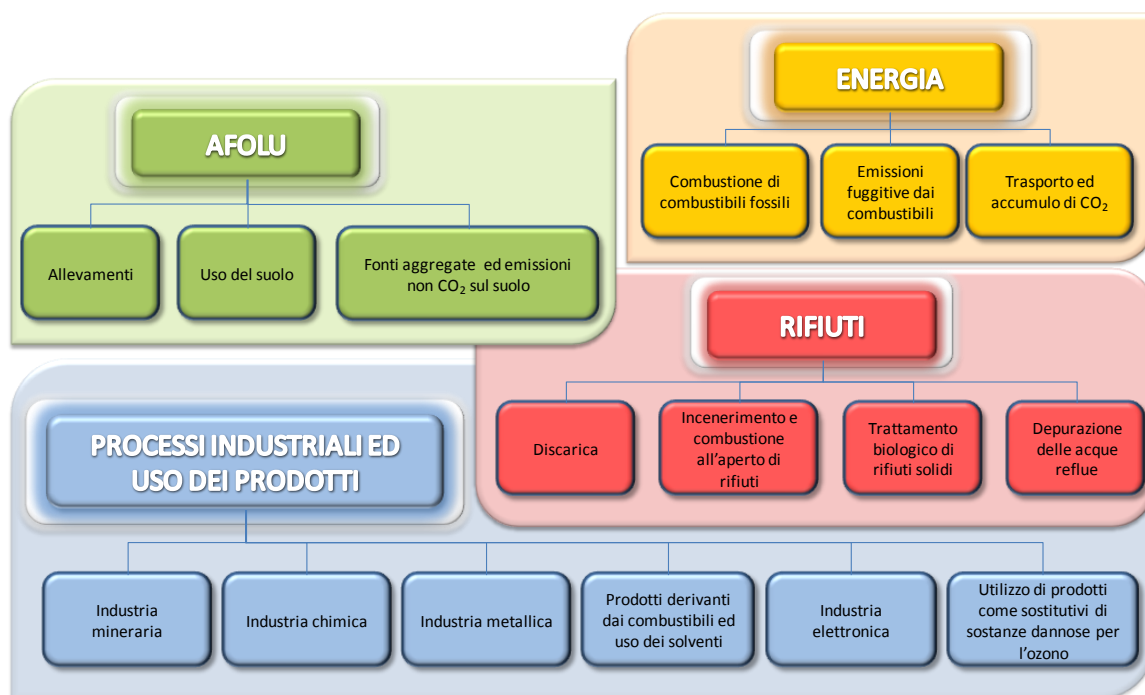 ENERGIA
Combustione di
combustibili fossili
Emissioni
fuggitive dai
combustibili
Trasporto ed
accumulo di CO₂
AFOLU
Allevamenti
Uso del suolo
Fonti aggregate ed emissioni
non CO₂ sul suolo
RIFIUTI
Discarica
Incenerimento e
combustione
all’aperto di
rifiuti
Trattamento
biologico di
rifiuti solidi
Depurazione
delle acque
reflue
PROCESSI INDUSTRIALI ED
USO DEI PRODOTTI
Industria
mineraria
Industria chimica
Industria metallica
Prodotti derivanti
dai combustibili ed
uso dei solventi
Industria
elettronica
Utilizzo di prodotti
come sostitutivi di
sostanze dannose per
l’ozono